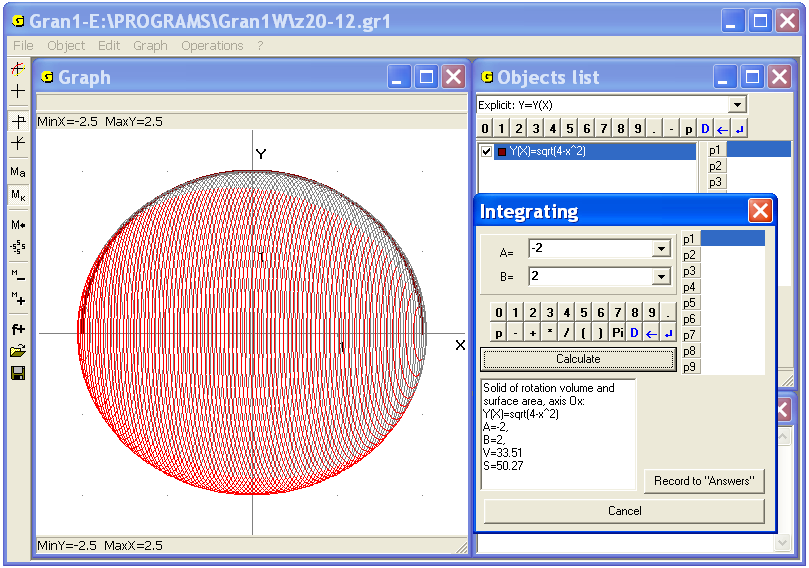 Gran1-E:\PROGRAMS\Gran1W\z20-12.gr1
File Object Edit Graph Operations ?
Graph
MinX=-2.5 MaxY=2.5
Y
1
1
X
MinY=-2.5 MaxX=2.5
Ma
Mк
M
M
M
f+
Objects list
Explicit: Y=Y(X)
0 1 2 3 4 5 6 7 8 9 . - p D ← ↵
Y(X)=sqrt(4-x^2)
p1
p2
p3
Integrating
A= -2
B= 2
0 1 2 3 4 5 6 7 8 9 .
p - + * / ( ) Pi D ← ↵
Calculate
p1
p2
p3
p4
p5
p6
p7
p8
p9
Solid of rotation volume and
surface area, axis Ox:
Y(X)=sqrt(4-x^2)
A=-2,
B=2,
V=33.51
S=50.27
Record to "Answers"
Cancel